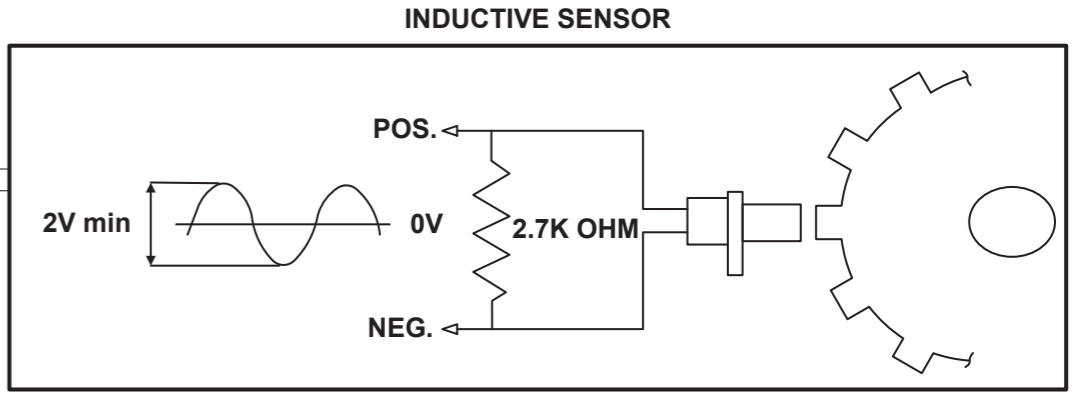 INDUCTIVE SENSOR
POS.
2V min
0V
2.7K OHM
NEG.